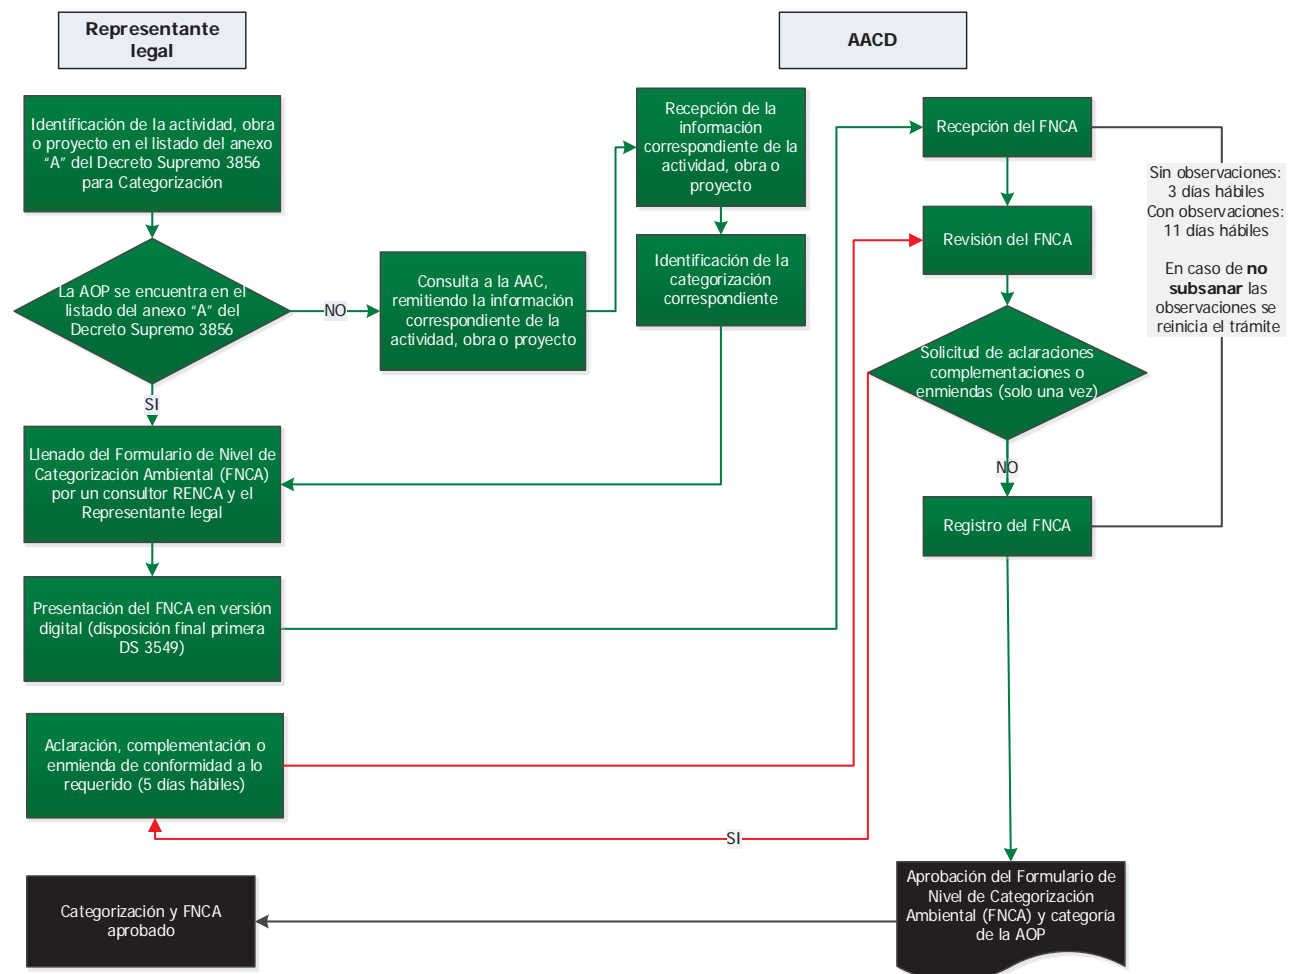 Representante
legal
AACD
Identificación de la actividad, obra
o proyecto en el listado del anexo
“A” del Decreto Supremo 3856
para Categorización
La AOP se encuentra en el
listado del anexo “A” del
Decreto Supremo 3856
NO
SI
Consulta a la AAC,
remitiendo la información
correspondiente de la
actividad, obra o proyecto
Recepción de la
información
correspondiente de la
actividad, obra o
proyecto
Identificación de la
categorización
correspondiente
Llenado del Formulario de Nivel de
Categorización Ambiental (FNCA)
por un consultor RENCA y el
Representante legal
Presentación del FNCA en versión
digital (disposición final primera
DS 3549)
Recepción del FNCA
Revisión del FNCA
Solicitud de aclaraciones
complementaciones o
enmiendas (solo una vez)
NO
Registro del FNCA
Sin observaciones:
3 días hábiles
Con observaciones:
11 días hábiles
En caso de no
subsanar las
observaciones se
reinicia el trámite
Aclaración, complementación o
enmienda de conformidad a lo
requerido (5 días hábiles)
SI
Aprobación del Formulario de
Nivel de Categorización
Ambiental (FNCA) y categoría
de la AOP
Categorización y FNCA
aprobado